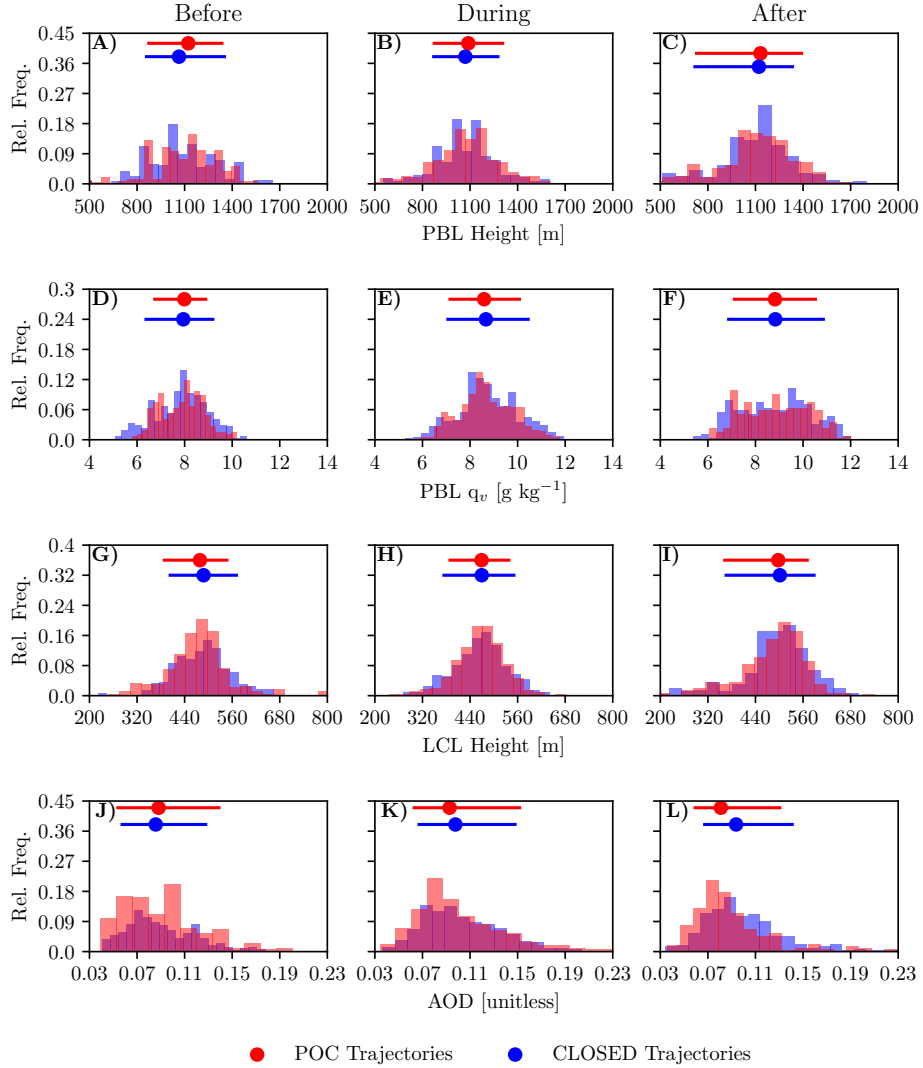 Before During After
A) B) C)
Rel. Freq.
0.45
0.36
0.27
0.18
0.09
0.0
500 800 1100 1400 1700 2000 500 800 1100 1400 1700 2000 500 800 1100 1400 1700 2000
PBL Height [m]
D) E) F)
Rel. Freq.
0.3
0.24
0.18
0.12
0.06
0.0
4 6 8 10 12 14 4 6 8 10 12 14 4 6 8 10 12 14
PBL qᵥ [g kg⁻¹]
G) H) I)
Rel. Freq.
0.4
0.32
0.24
0.16
0.08
0.0
200 320 440 560 680 800 200 320 440 560 680 800 200 320 440 560 680 800
LCL Height [m]
J) K) L)
Rel. Freq.
0.45
0.36
0.27
0.18
0.09
0.0
0.03 0.07 0.11 0.15 0.19 0.23 0.03 0.07 0.11 0.15 0.19 0.23 0.03 0.07 0.11 0.15 0.19 0.23
AOD [unitless]
POC Trajectories CLOSED Trajectories